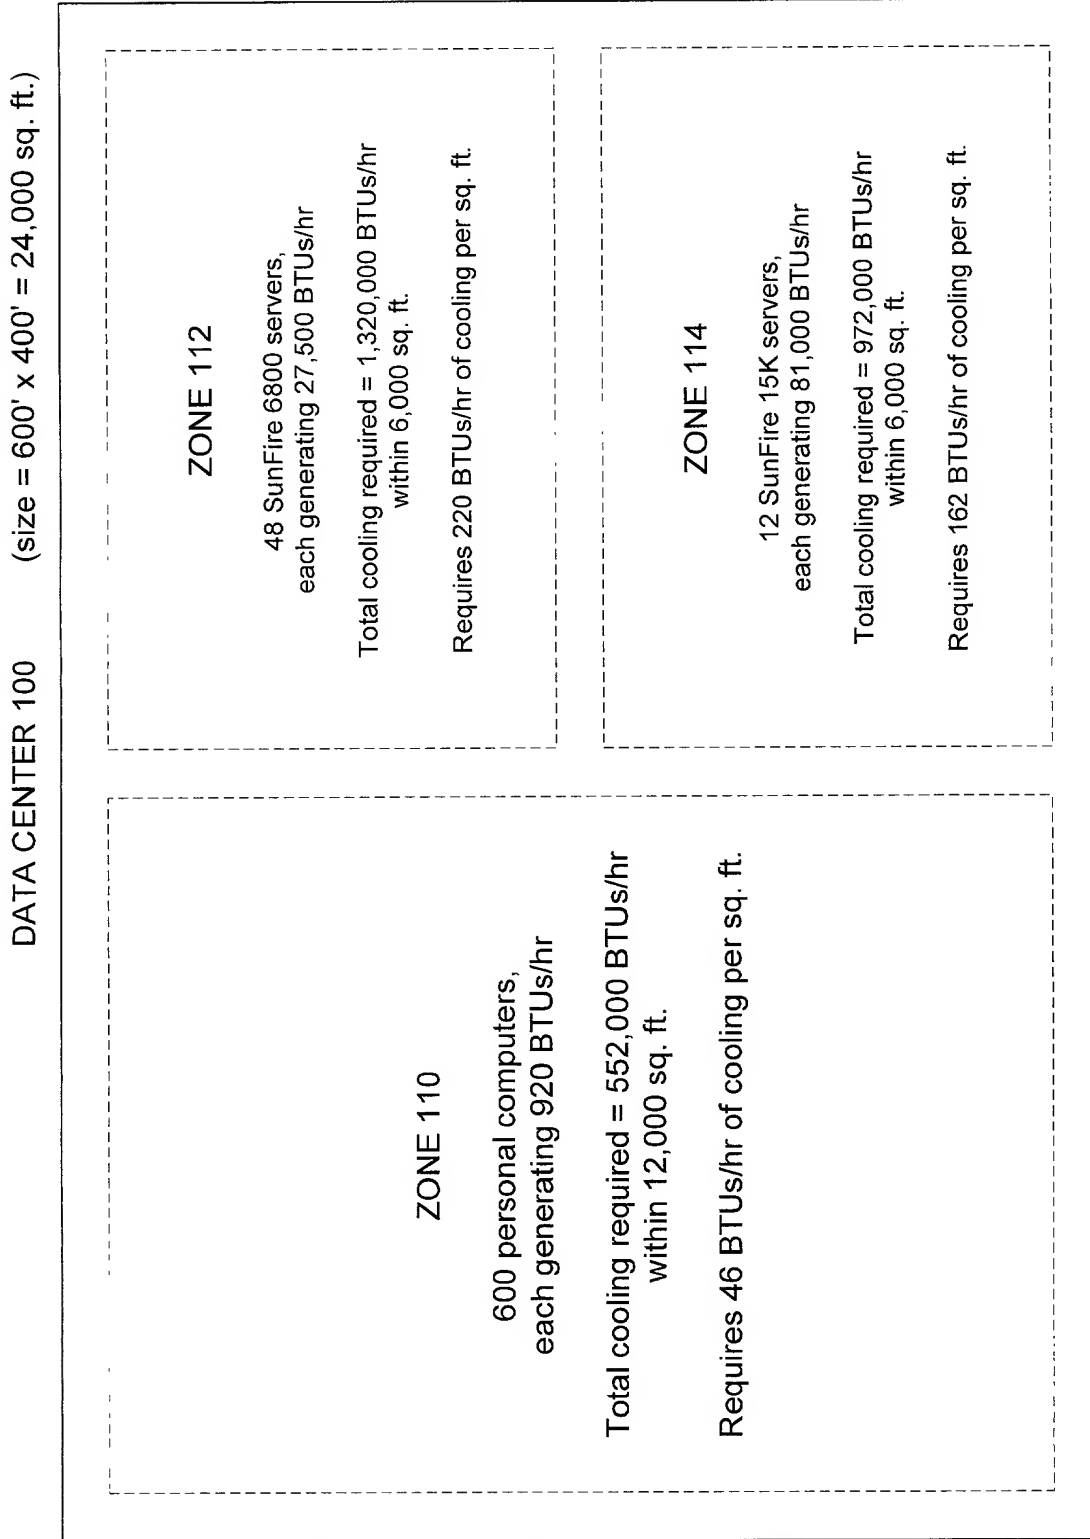 DATA CENTER 100 (size = 600' x 400' = 24,000 sq. ft.)
ZONE 110
600 personal computers,
each generating 920 BTUs/hr
Total cooling required = 552,000 BTUs/hr
within 12,000 sq. ft.
Requires 46 BTUs/hr of cooling per sq. ft.
ZONE 112
48 SunFire 6800 servers,
each generating 27,500 BTUs/hr
Total cooling required = 1,320,000 BTUs/hr
within 6,000 sq. ft.
Requires 220 BTUs/hr of cooling per sq. ft.
ZONE 114
12 SunFire 15K servers,
each generating 81,000 BTUs/hr
Total cooling required = 972,000 BTUs/hr
within 6,000 sq. ft.
Requires 162 BTUs/hr of cooling per sq. ft.